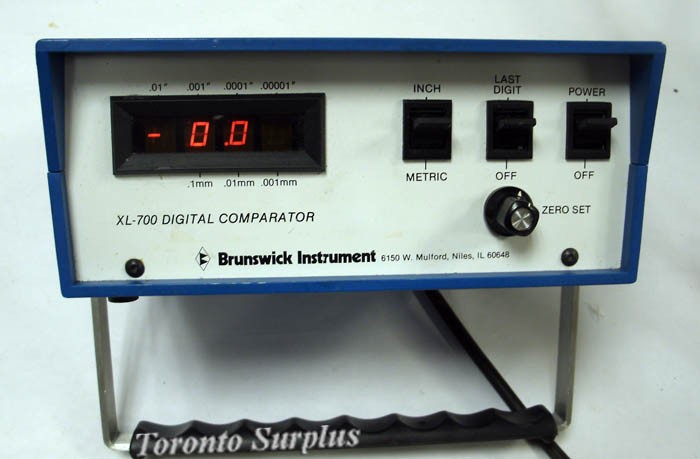 .01" .001" .0001" .00001"
- 0.0
.1mm .01mm .001mm
INCH
METRIC
LAST
DIGIT
OFF
POWER
OFF
ZERO SET
XL-700 DIGITAL COMPARATOR
Brunswick Instrument 6150 W. Mulford, Niles, IL 60648
Toronto Surplus